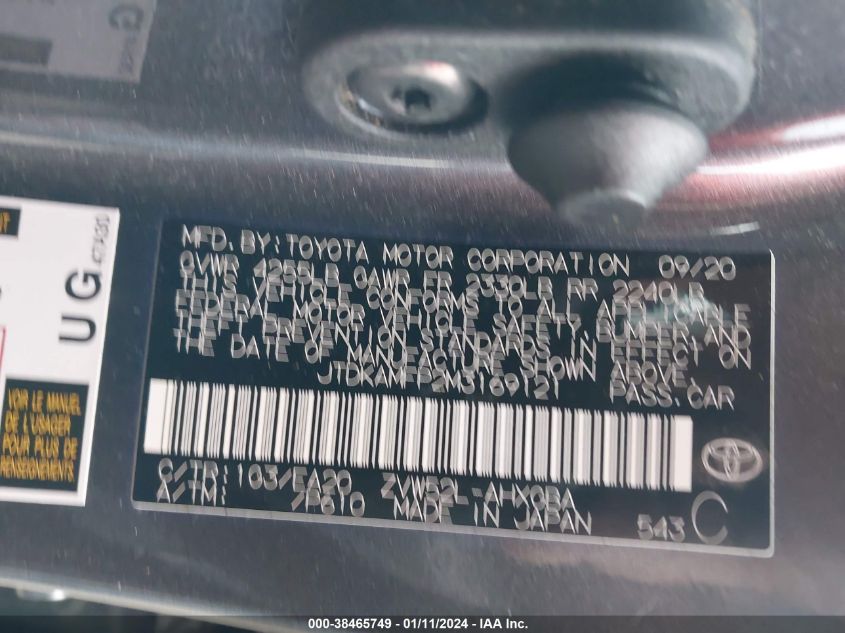 G
UG
47A30
LIRE LE MANUEL
DE L'USAGER
POUR PLUS DE
RENSEIGNEMENTS
MFD. BY: TOYOTA MOTOR CORPORATION 09/20
GVWR 4255LB GAWR FR 2330LB RR 2240LB
THIS VEHICLE CONFORMS TO ALL APPLICABLE
FEDERAL MOTOR VEHICLE SAFETY, BUMPER, AND
THEFT PREVENTION STANDARDS IN EFFECT ON
THE DATE OF MANUFACTURE SHOWN ABOVE.
JTDKAMFP2M3169121 PASS.CAR
C/TR: 1G3/FA20 ZVW52L-AHXGBA
A/TM: P610 MADE IN JAPAN 543 C
000-38465749 - 01/11/2024 - IAA Inc.